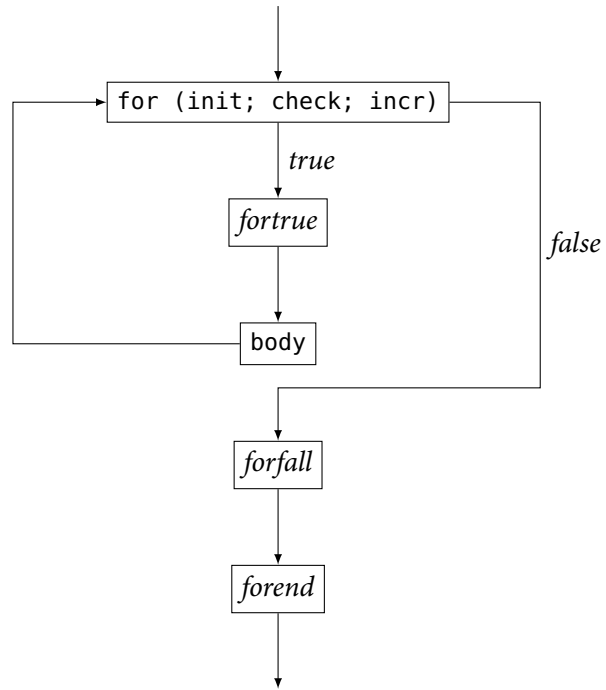 for (init; check; incr)
true
fortrue
false
body
forfall
forend